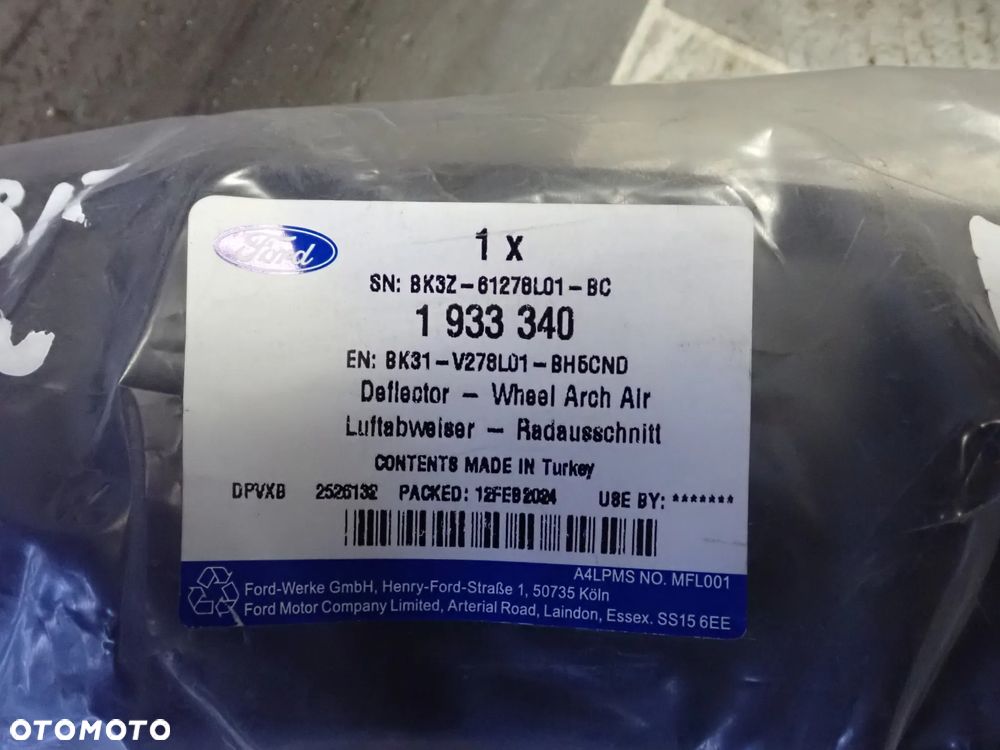 Ford
1 x
SN: BK3Z-61278L01-BC
1 933 340
EN: BK31-V278L01-BH5CND
Deflector - Wheel Arch Air
Luftabweiser - Radausschnitt
CONTENTS MADE IN Turkey
DPVXB 2526132 PACKED: 12FEB2024 USE BY: *******
A4LPMS NO. MFL001
Ford-Werke GmbH, Henry-Ford-Straße 1, 50735 Köln
Ford Motor Company Limited, Arterial Road, Laindon, Essex. SS15 6EE
OTOMOTO